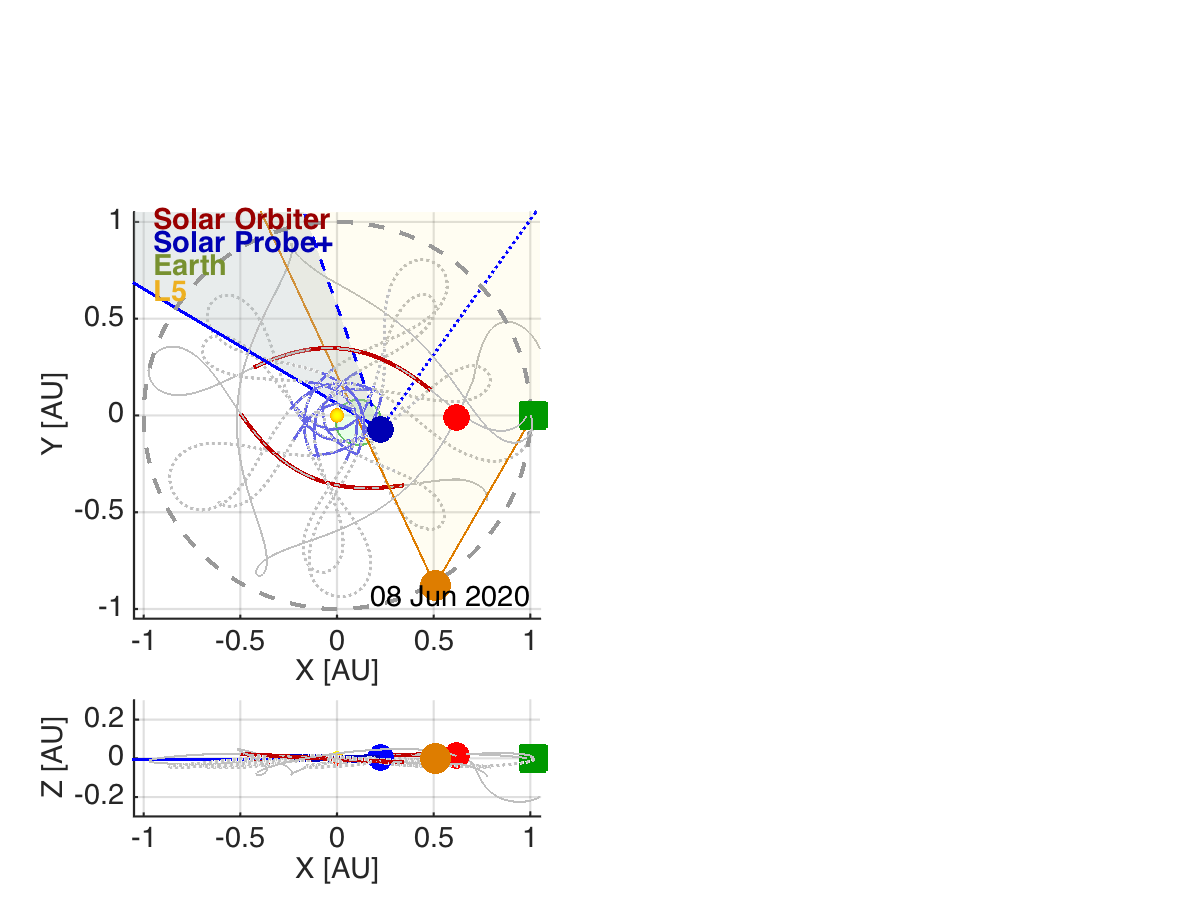 Solar Orbiter
Solar Probe+
Earth
L5
1
0.5
0
-0.5
-1
Y [AU]
08 Jun 2020
-1 -0.5 0 0.5 1
X [AU]
0.2
0
-0.2
Z [AU]
-1 -0.5 0 0.5 1
X [AU]